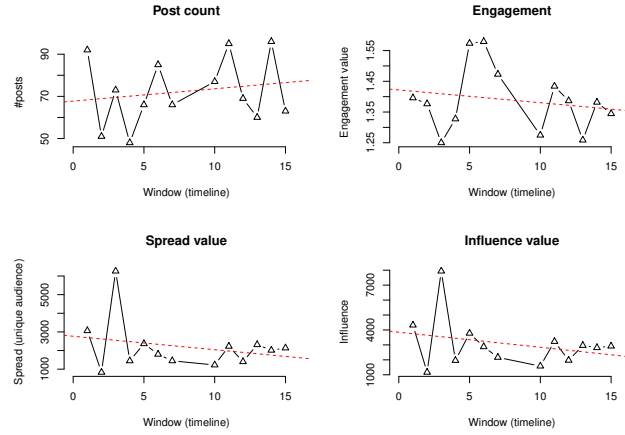 Post count
#posts
50
70
90
0
5
10
15
Window (timeline)
Engagement
Engagement value
1.25
1.35
1.45
1.55
0
5
10
15
Window (timeline)
Spread value
Spread (unique audience)
1000
3000
5000
0
5
10
15
Window (timeline)
Influence value
Influence
1000
4000
7000
0
5
10
15
Window (timeline)